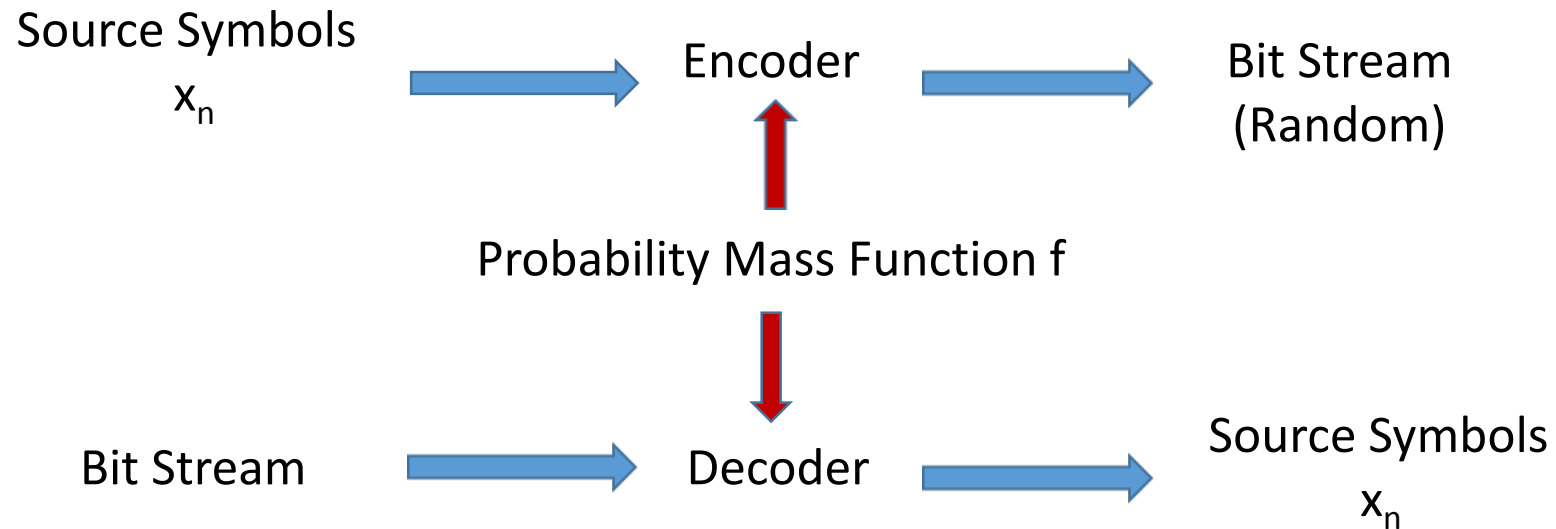 Source Symbols
xₙ
Encoder
Bit Stream
(Random)
Probability Mass Function f
Bit Stream
Decoder
Source Symbols
xₙ